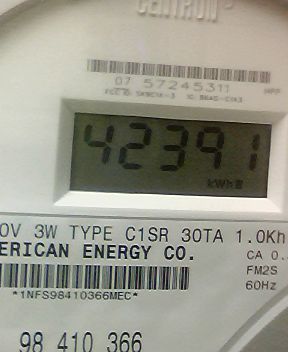 CENTRON
07 57245311
42391
kWh
0V 3W TYPE C1SR 30TA 1.0Kh
ERICAN ENERGY CO.
CA 0.
FM2S
*1NFS98410366MEC*
60Hz
98 410 366